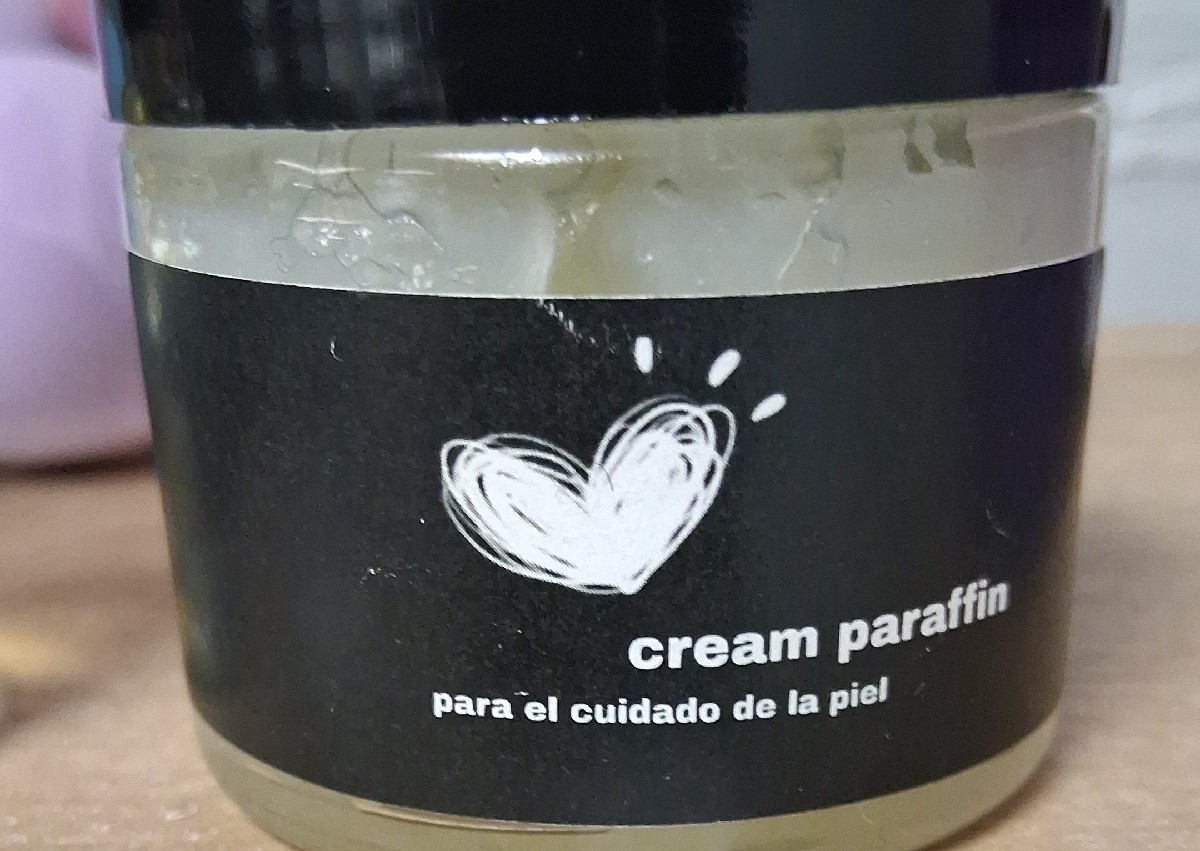 cream paraffin
para el cuidado de la piel